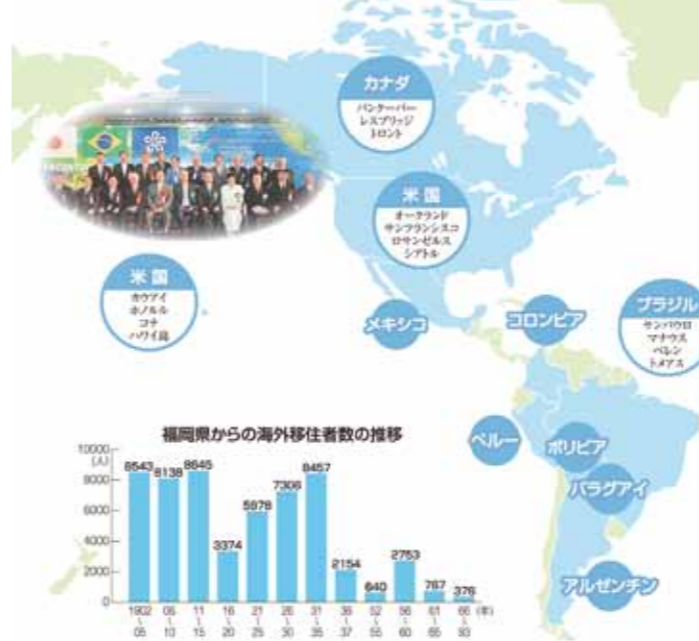 カナダ
バンクーバー
レスブリッジ
トロント
米国
オークランド
サンフランシスコ
ロサンゼルス
シアトル
米国
カウアイ
ホノルル
コナ
ハワイ島
メキシコ
コロンビア
ブラジル
サンパウロ
マナウス
ベレン
トメアス
ペルー
ボリビア
パラグアイ
アルゼンチン
福岡県からの海外移住者数の推移
10000
(人)
8000
6000
4000
2000
0
8543 8138 8645 3374 5978 7306 8457 2154 640 2753 767 376
1902 06 11 16 21 26 31 36 52 56 61 66 (年)
~ ~ ~ ~ ~ ~ ~ ~ ~ ~ ~ ~
05 10 15 20 25 30 35 37 55 60 65 93